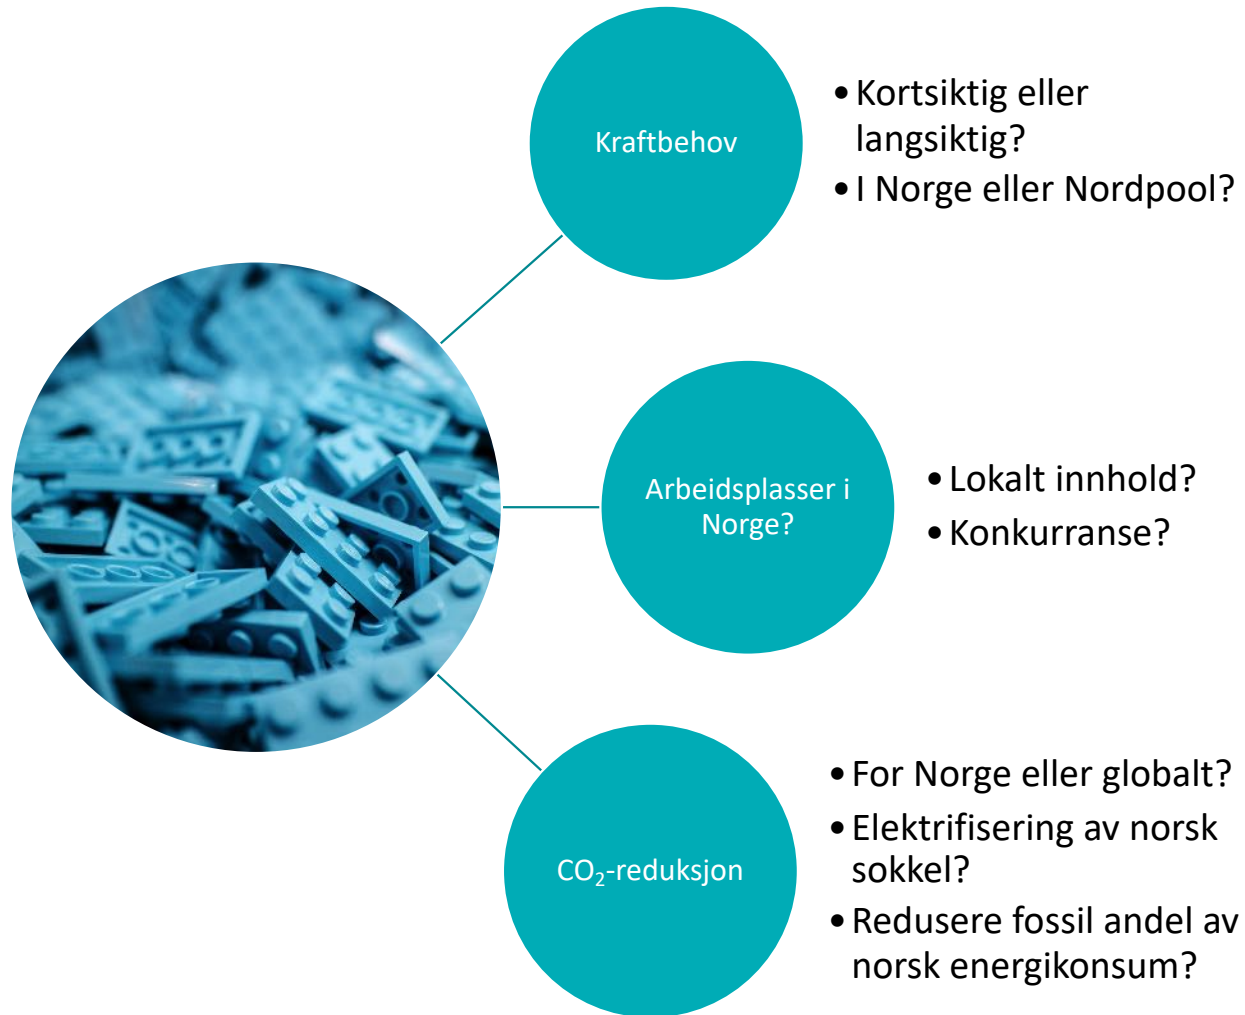 Kraftbehov
• Kortsiktig eller
langsiktig?
• I Norge eller Nordpool?
Arbeidsplasser i
Norge?
• Lokalt innhold?
• Konkurranse?
CO₂-reduksjon
• For Norge eller globalt?
• Elektrifisering av norsk
sokkel?
• Redusere fossil andel av
norsk energikonsum?